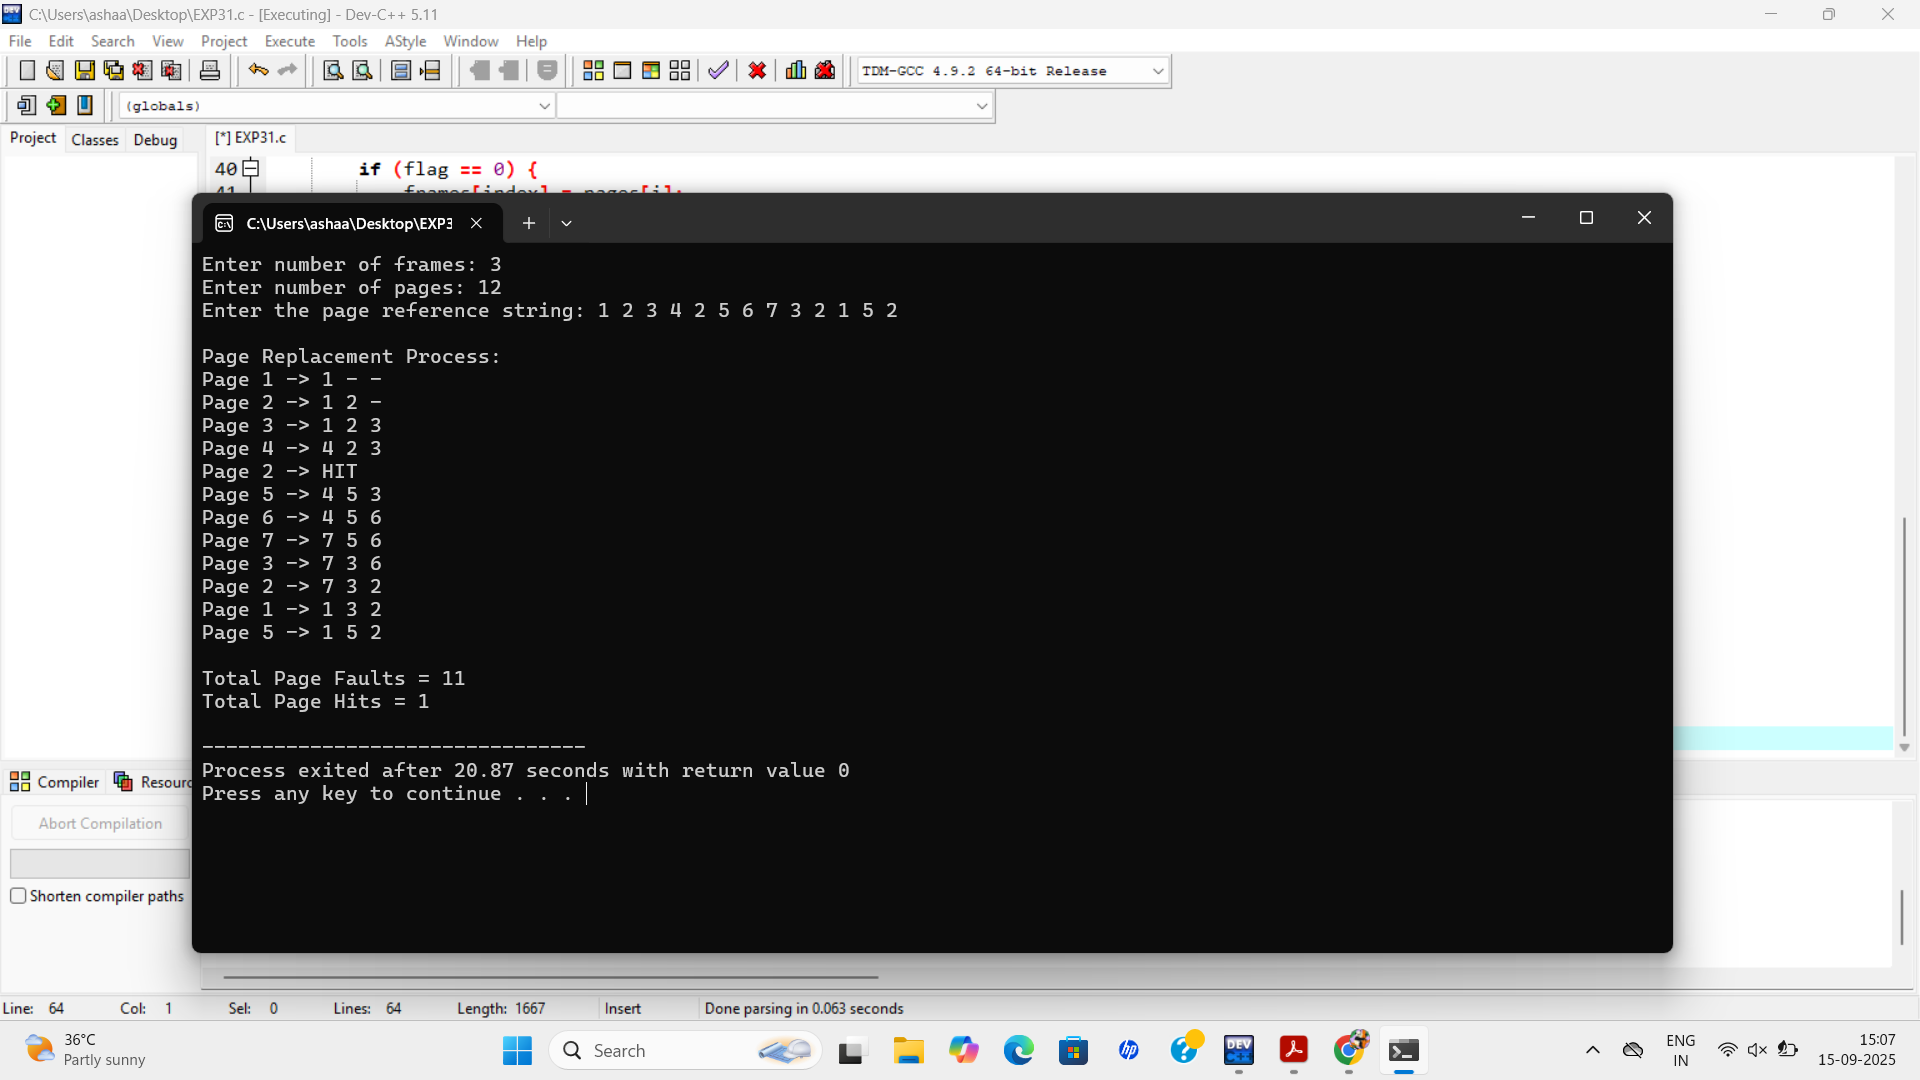 C:\Users\ashaa\Desktop\EXP31.c - [Executing] - Dev-C++ 5.11
File Edit Search View Project Execute Tools AStyle Window Help
TDM-GCC 4.9.2 64-bit Release
(globals)
Project Classes Debug [*] EXP31.c
40 if (flag == 0) {
41 frames[index] = pages[i];
C:\Users\ashaa\Desktop\EXP3
Enter number of frames: 3
Enter number of pages: 12
Enter the page reference string: 1 2 3 4 2 5 6 7 3 2 1 5 2
Page Replacement Process:
Page 1 -> 1 - -
Page 2 -> 1 2 -
Page 3 -> 1 2 3
Page 4 -> 4 2 3
Page 2 -> HIT
Page 5 -> 4 5 3
Page 6 -> 4 5 6
Page 7 -> 7 5 6
Page 3 -> 7 3 6
Page 2 -> 7 3 2
Page 1 -> 1 3 2
Page 5 -> 1 5 2
Total Page Faults = 11
Total Page Hits = 1
--------------------------------
Process exited after 20.87 seconds with return value 0
Press any key to continue . . .
Compiler Resourc
Abort Compilation
Shorten compiler paths
Line: 64 Col: 1 Sel: 0 Lines: 64 Length: 1667 Insert Done parsing in 0.063 seconds
36°C
Partly sunny
Search
DEV
hp
ENG
IN
15:07
15-09-2025